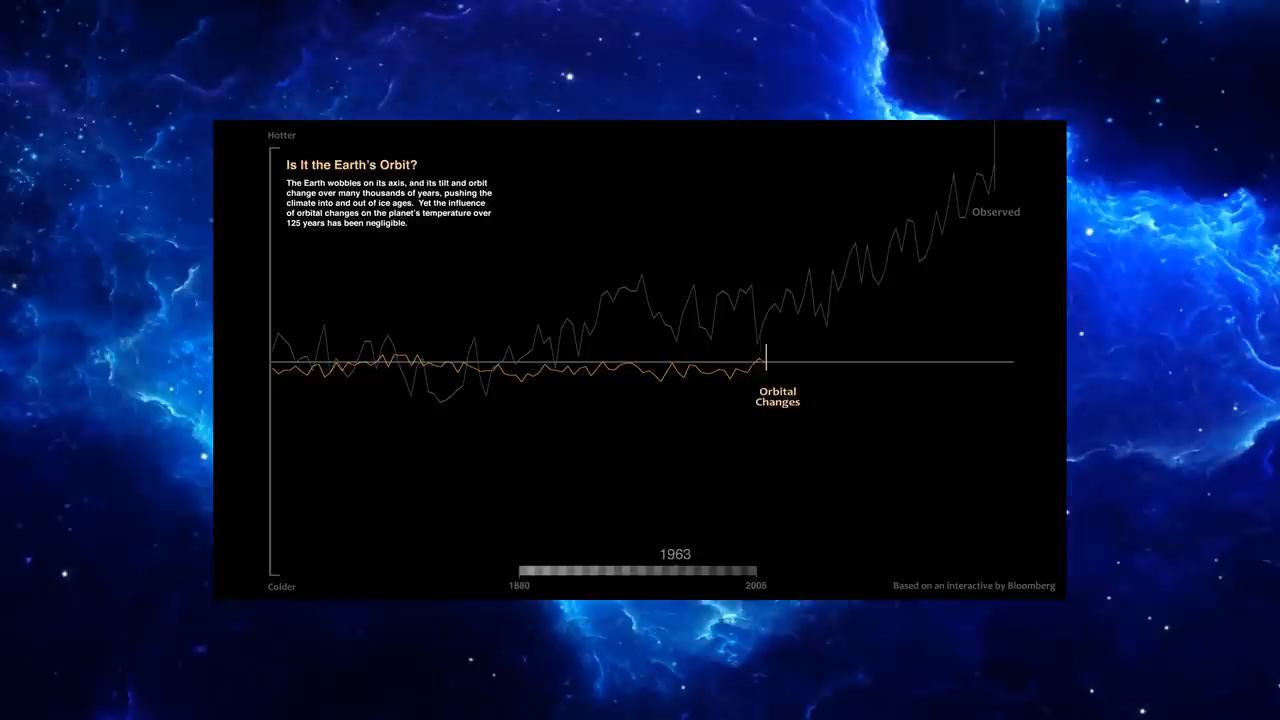 Hotter
Is It the Earth's Orbit?
The Earth wobbles on its axis, and its tilt and orbit
change over many thousands of years, pushing the
climate into and out of ice ages.  Yet the influence
of orbital changes on the planet's temperature over
125 years has been negligible.
Observed
Orbital
Changes
1963
1880
2005
Colder
Based on an Interactive by Bloomberg